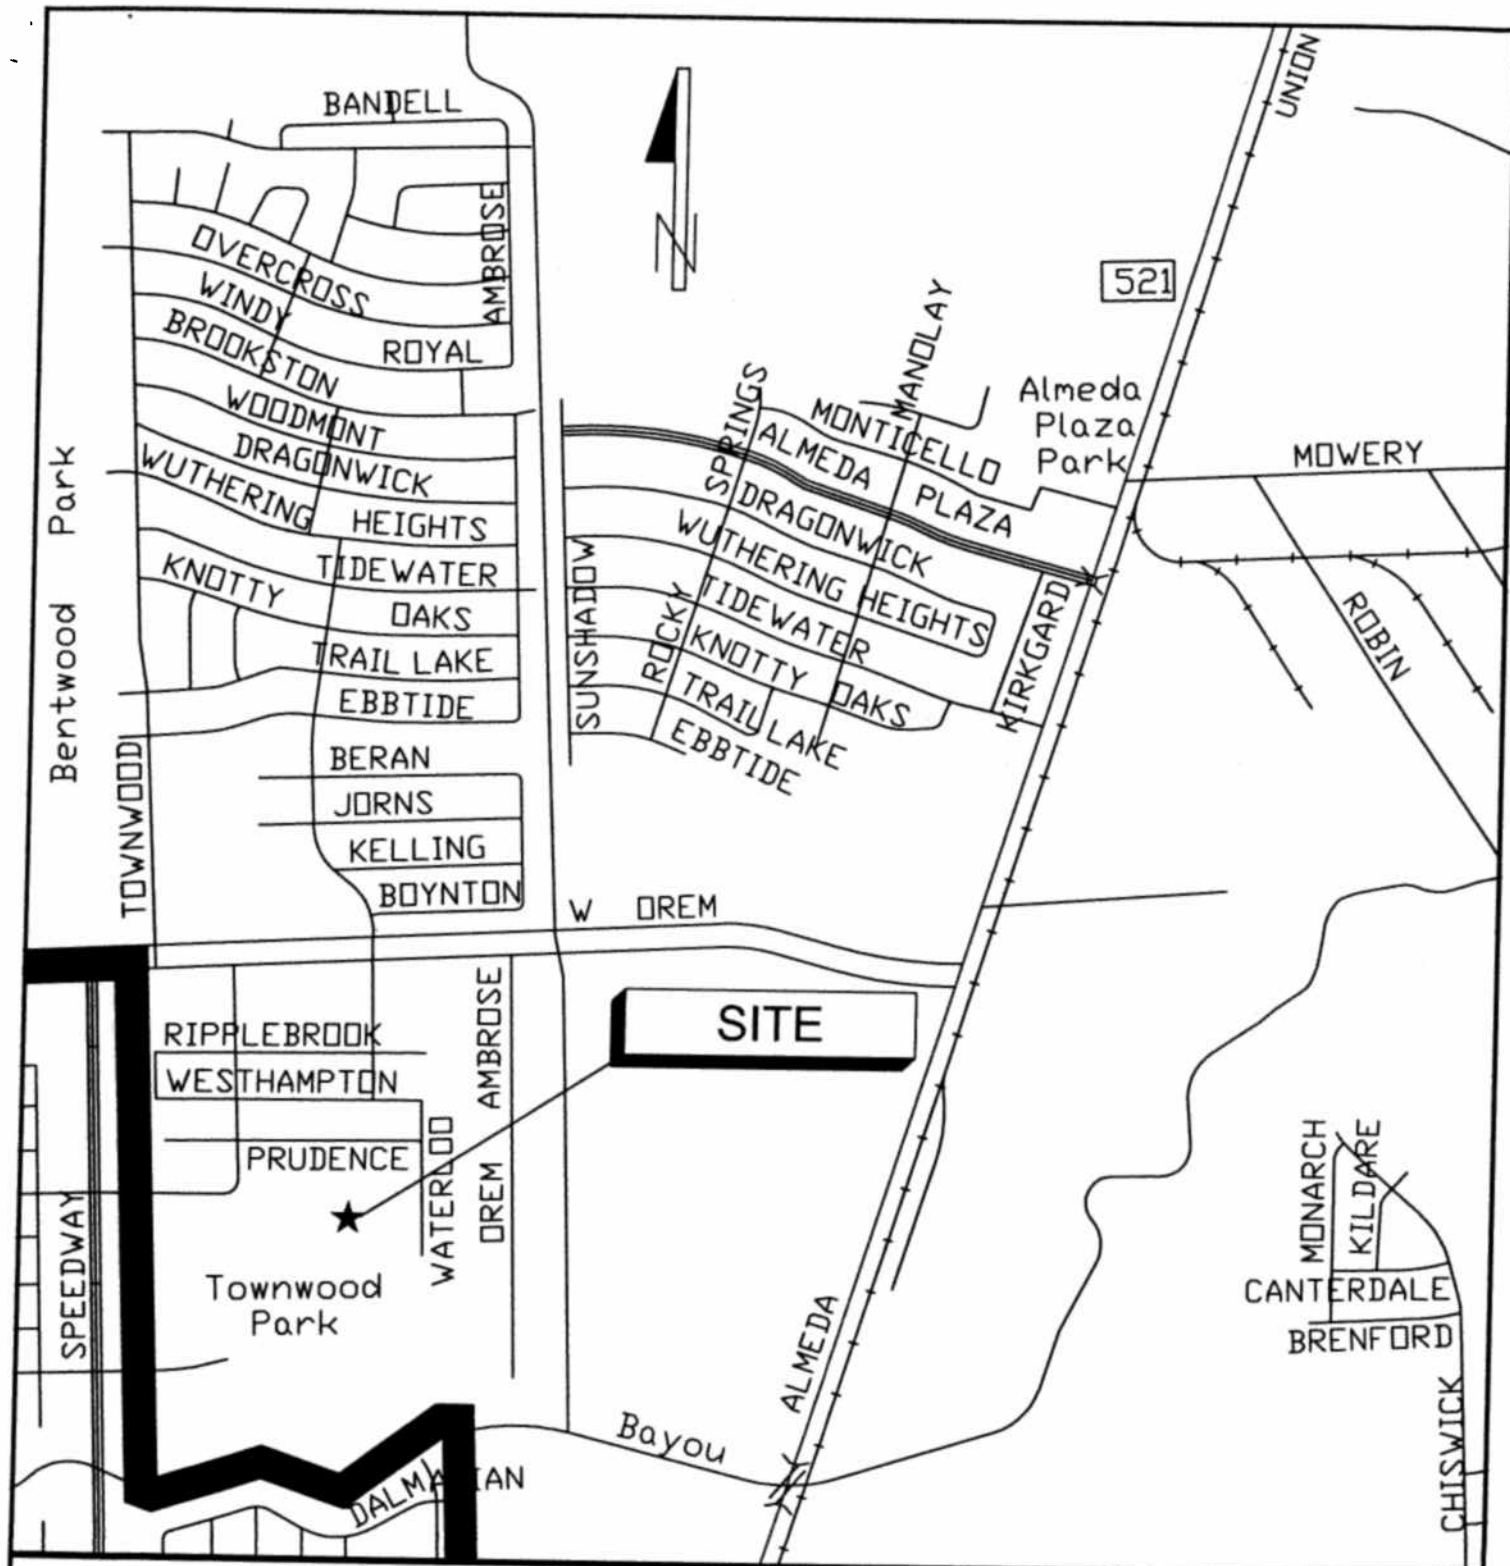 UNION
BANDELL
AMBROSE
N
OVERCROSS
521
WINDY
ROYAL
BROOKSTON
MANOLAY
SPRINGS
Almeda
Plaza
Park
WOODMONT
MONTICELLO
ALMEDA PLAZA
MOWERY
DRAGONWICK
DRAGONWICK
Bentwood Park
WUTHERING HEIGHTS
WUTHERING HEIGHTS
TIDEWATER
TIDEWATER
KNOTTY OAKS
KNOTTY OAKS
SUNSHADOW
ROCKY
KIRKGARD
ROBIN
TRAIL LAKE
TRAIL LAKE
EBBTIDE
EBBTIDE
TOWNWOOD
BERAN
JORNS
KELLING
BOYNTON
W OREM
SITE
RIPPLEBROOK
WESTHAMPTON
OREM AMBROSE
PRUDENCE
WATERLOO
MONARCH
KILDARE
SPEEDWAY
Townwood
Park
CANTERDALE
BRENFORD
ALMEDA
Bayou
CHISWICK
DALMATIAN